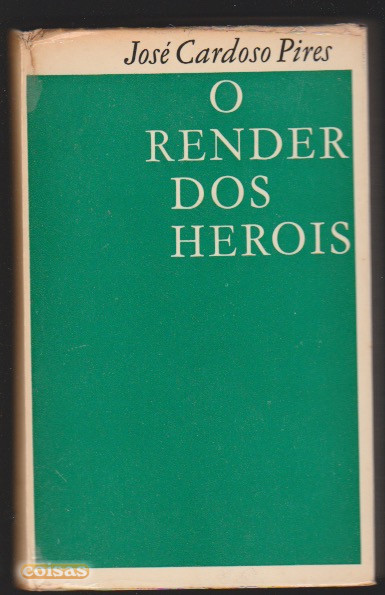 José Cardoso Pires
O
RENDER
DOS
HEROIS
coisas